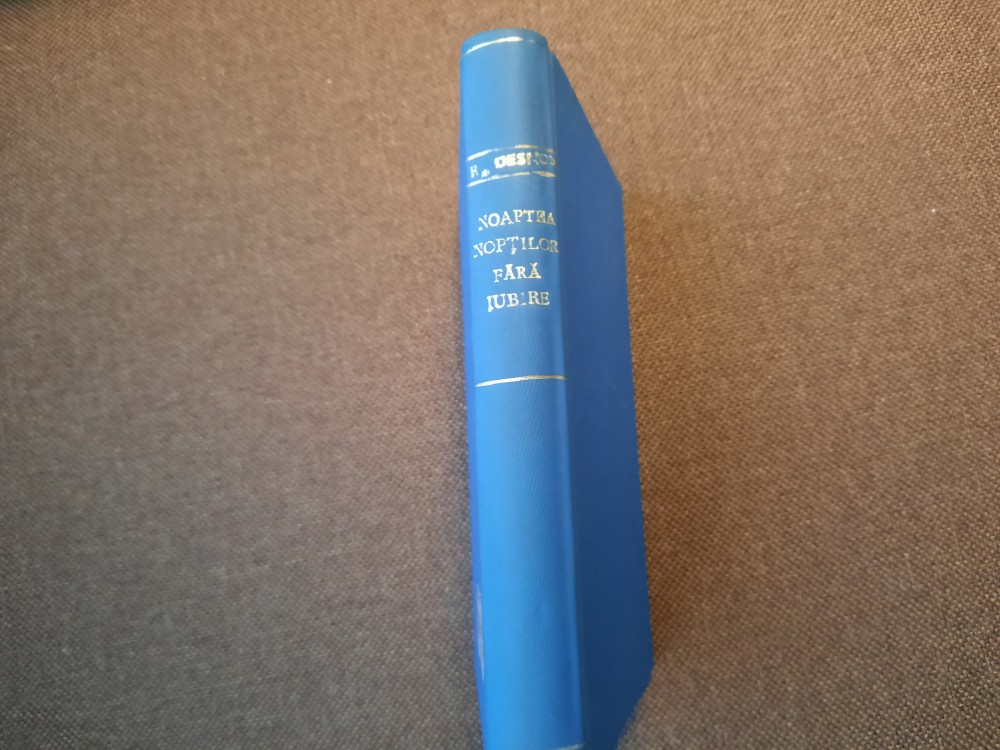 R. DESNOS
NOAPTEA
NOPȚILOR
FĂRĂ
IUBIRE